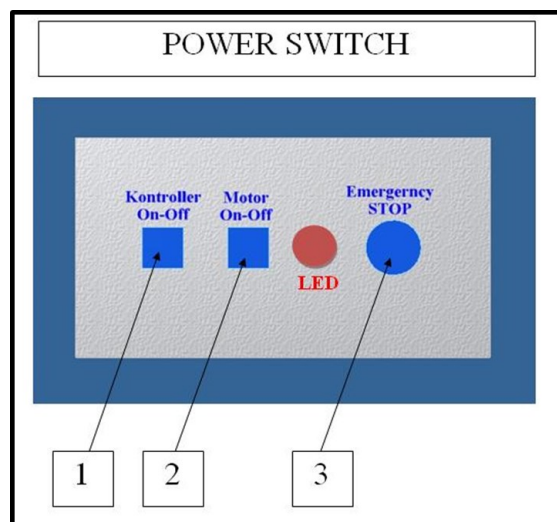 POWER SWITCH
Kontroller
On-Off
Motor
On-Off
Emergerncy
STOP
LED
1
2
3